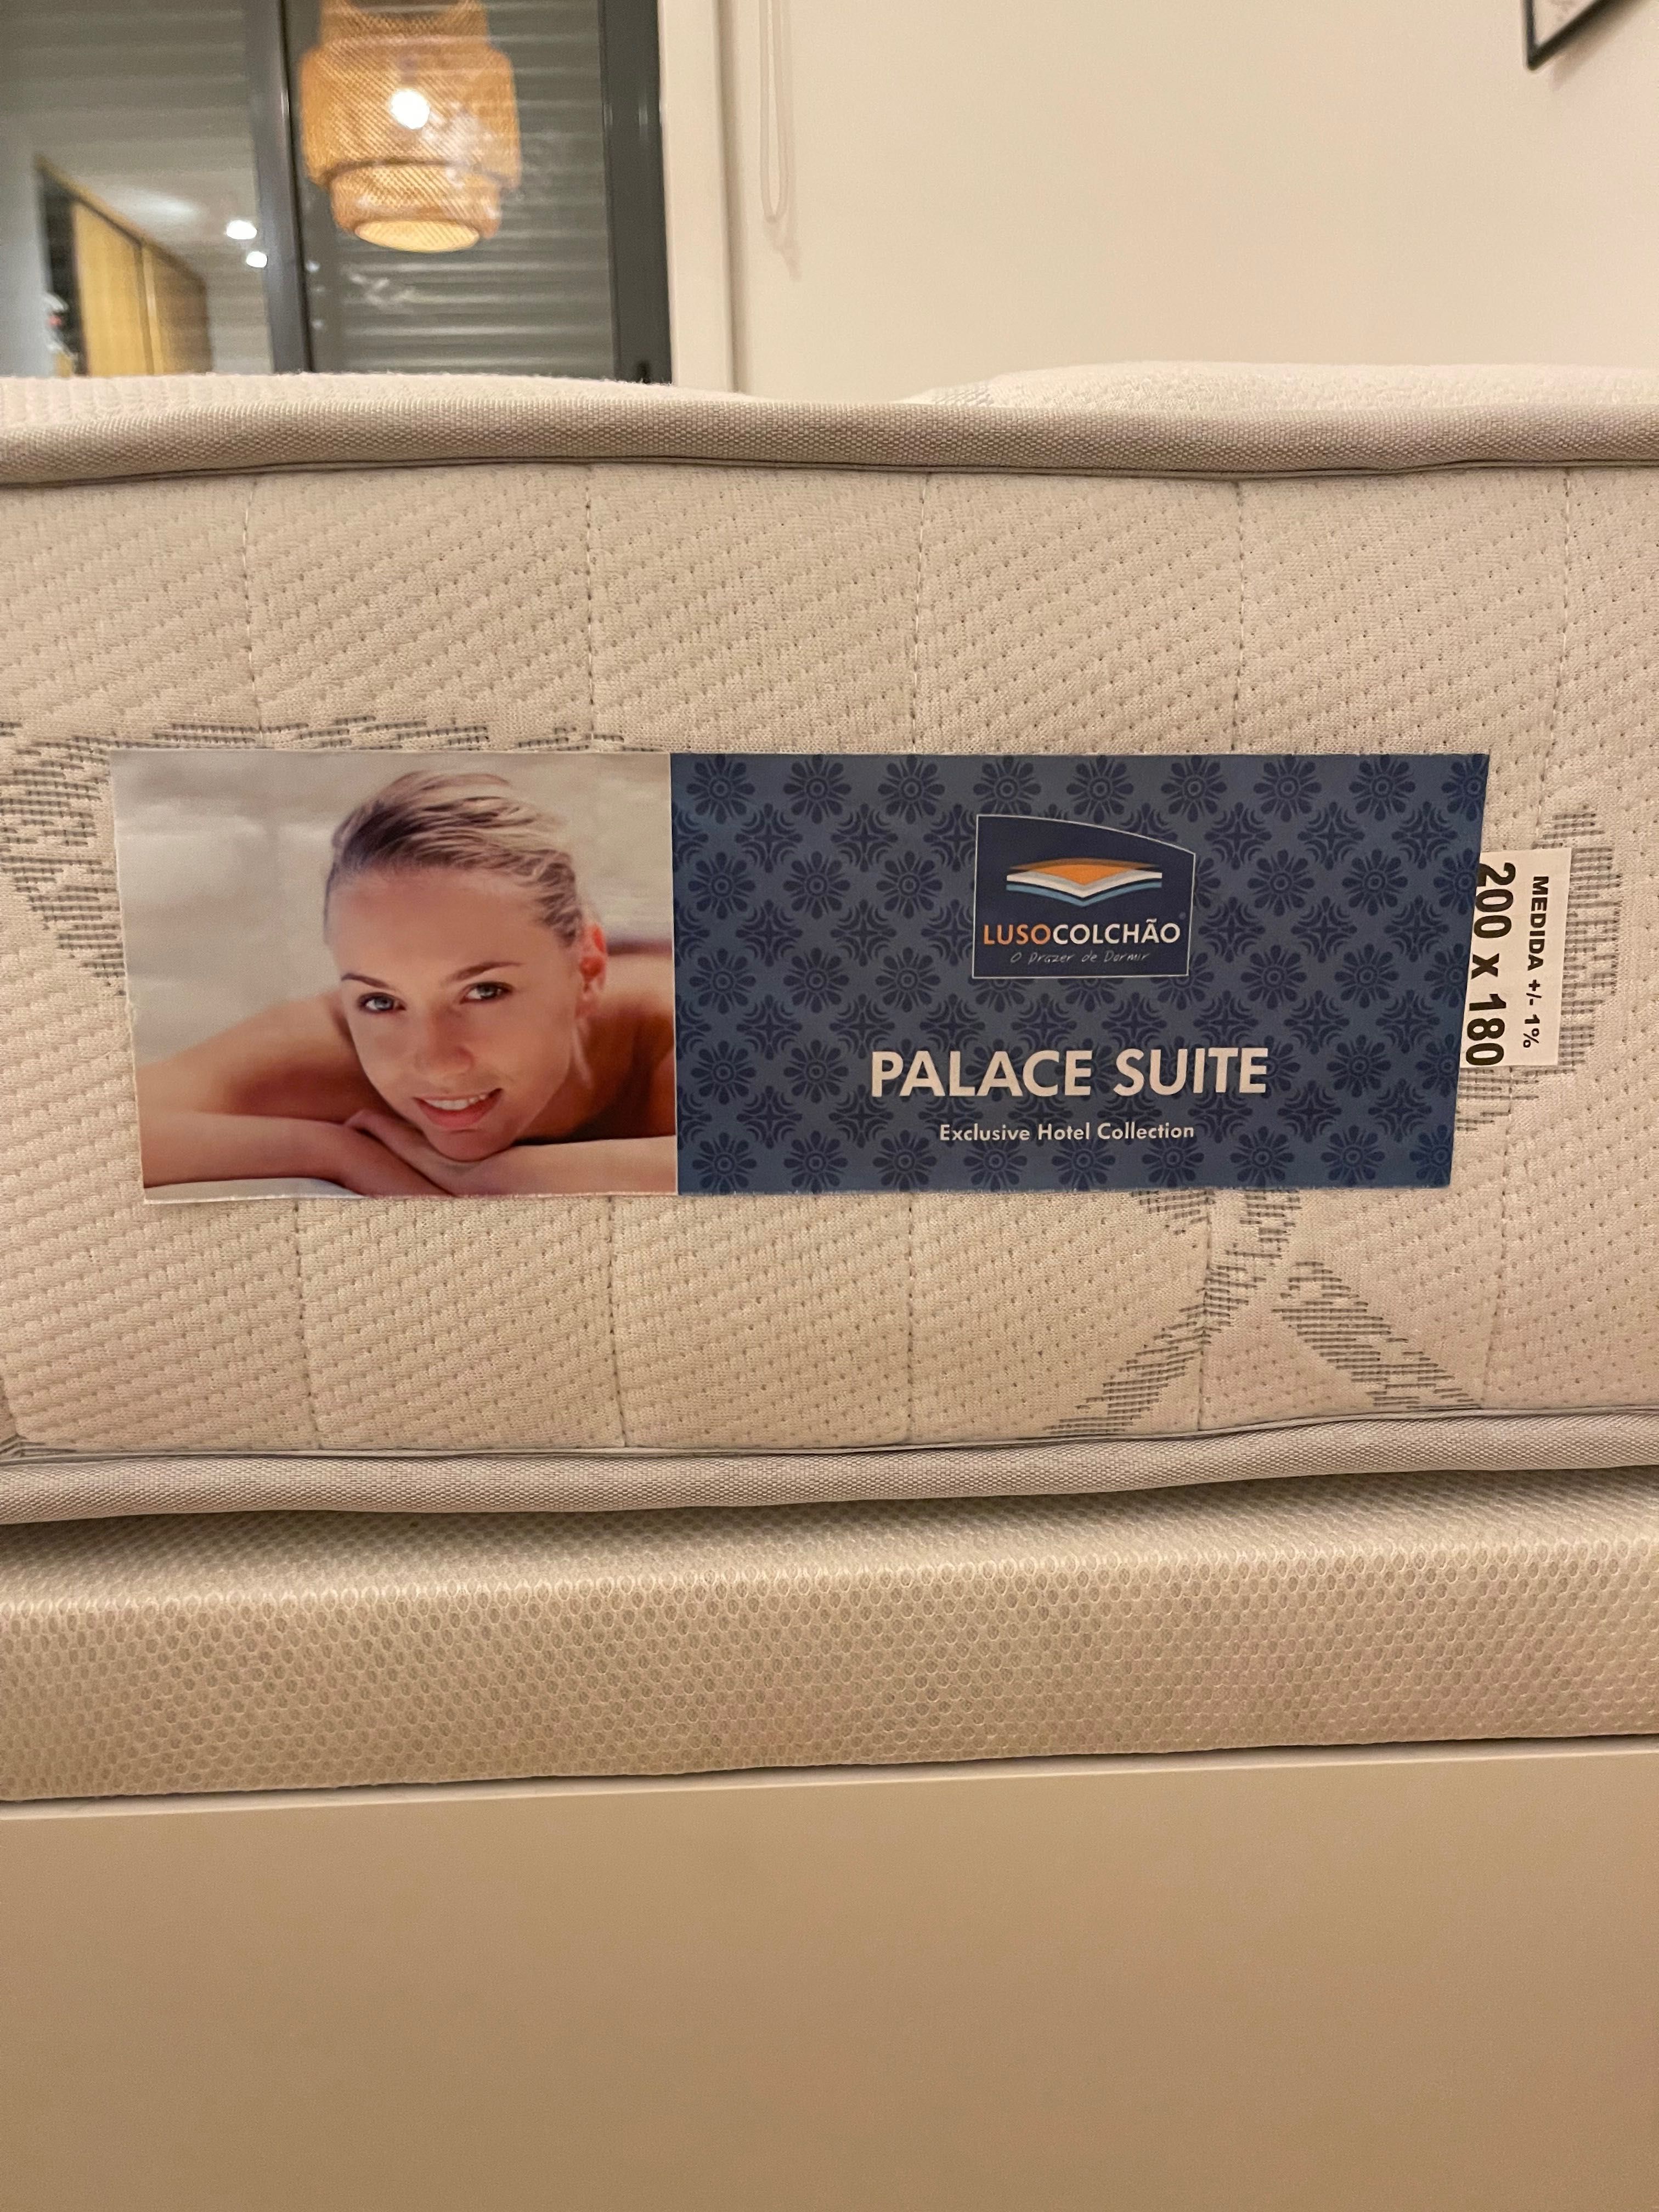 LUSOCOLCHÃO
O Prazer de Dormir
PALACE SUITE
Exclusive Hotel Collection
MEDIDA +/- 1%
200 x 180